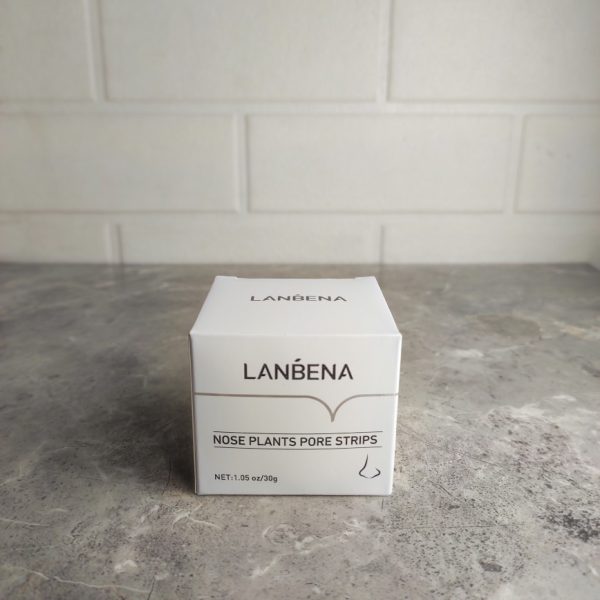 LANBENA
LANBENA
NOSE PLANTS PORE STRIPS
NET:1.05 oz/30g